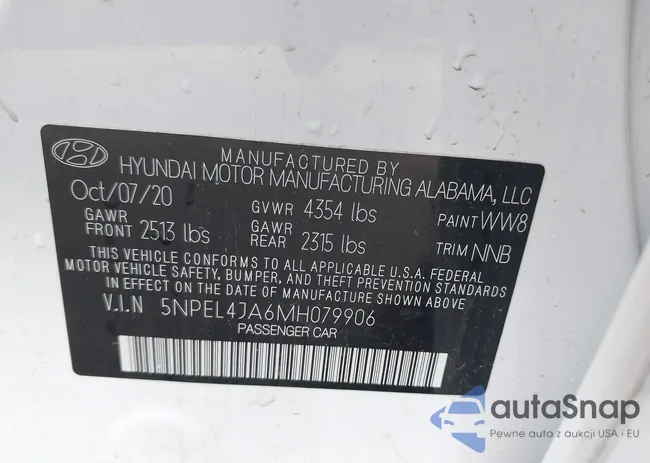 MANUFACTURED BY
HYUNDAI MOTOR MANUFACTURING ALABAMA, LLC
Oct/07/20 GVWR 4354 lbs PAINT WW8
GAWR FRONT 2513 lbs GAWR REAR 2315 lbs TRIM NNB
THIS VEHICLE CONFORMS TO ALL APPLICABLE U.S.A. FEDERAL
MOTOR VEHICLE SAFETY, BUMPER, AND THEFT PREVENTION STANDARDS
IN EFFECT ON THE DATE OF MANUFACTURE SHOWN ABOVE.
V.I.N 5NPEL4JA6MH079906
PASSENGER CAR
autaSnap
Pewne auta z aukcji USA i EU